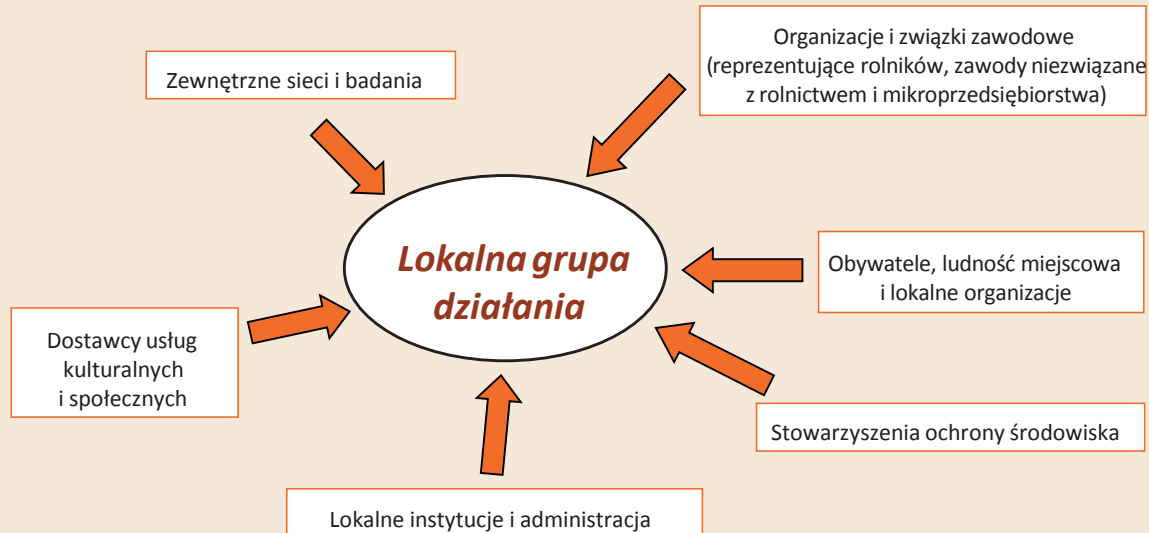 Organizacje i związki zawodowe
(reprezentujące rolników, zawody niezwiązane
z rolnictwem i mikroprzedsiębiorstwa)
Zewnętrzne sieci i badania
Lokalna grupa
działania
Obywatele, ludność miejscowa
i lokalne organizacje
Dostawcy usług
kulturalnych
i społecznych
Stowarzyszenia ochrony środowiska
Lokalne instytucje i administracja